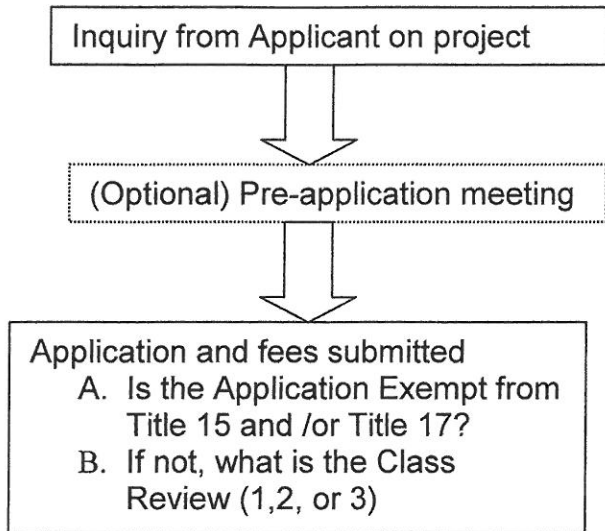 Inquiry from Applicant on project
(Optional) Pre-application meeting
Application and fees submitted
A. Is the Application Exempt from
Title 15 and /or Title 17?
B. If not, what is the Class
Review (1,2, or 3)